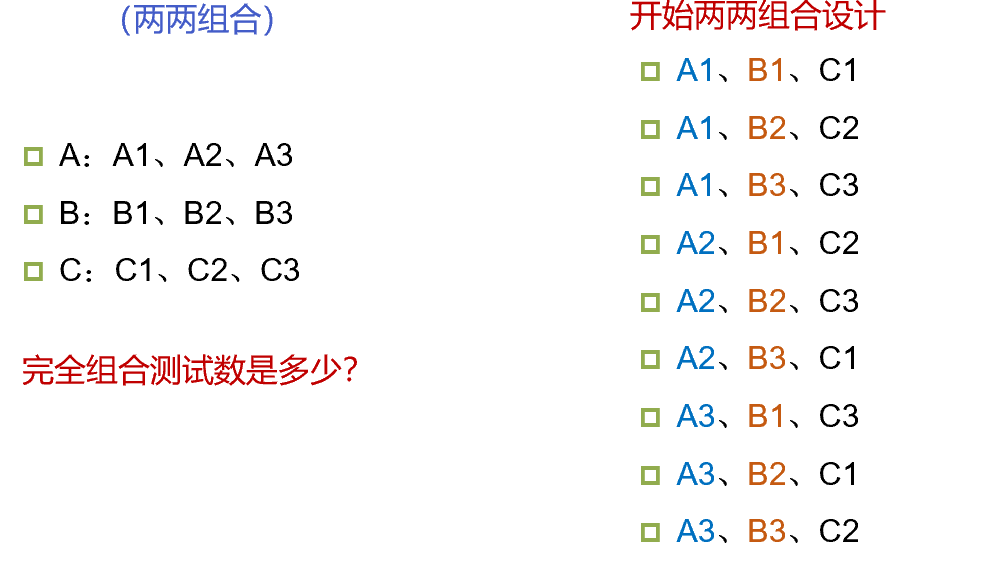 （两两组合）
A：A1、A2、A3
B：B1、B2、B3
C：C1、C2、C3
完全组合测试数是多少？
开始两两组合设计
A1、B1、C1
A1、B2、C2
A1、B3、C3
A2、B1、C2
A2、B2、C3
A2、B3、C1
A3、B1、C3
A3、B2、C1
A3、B3、C2